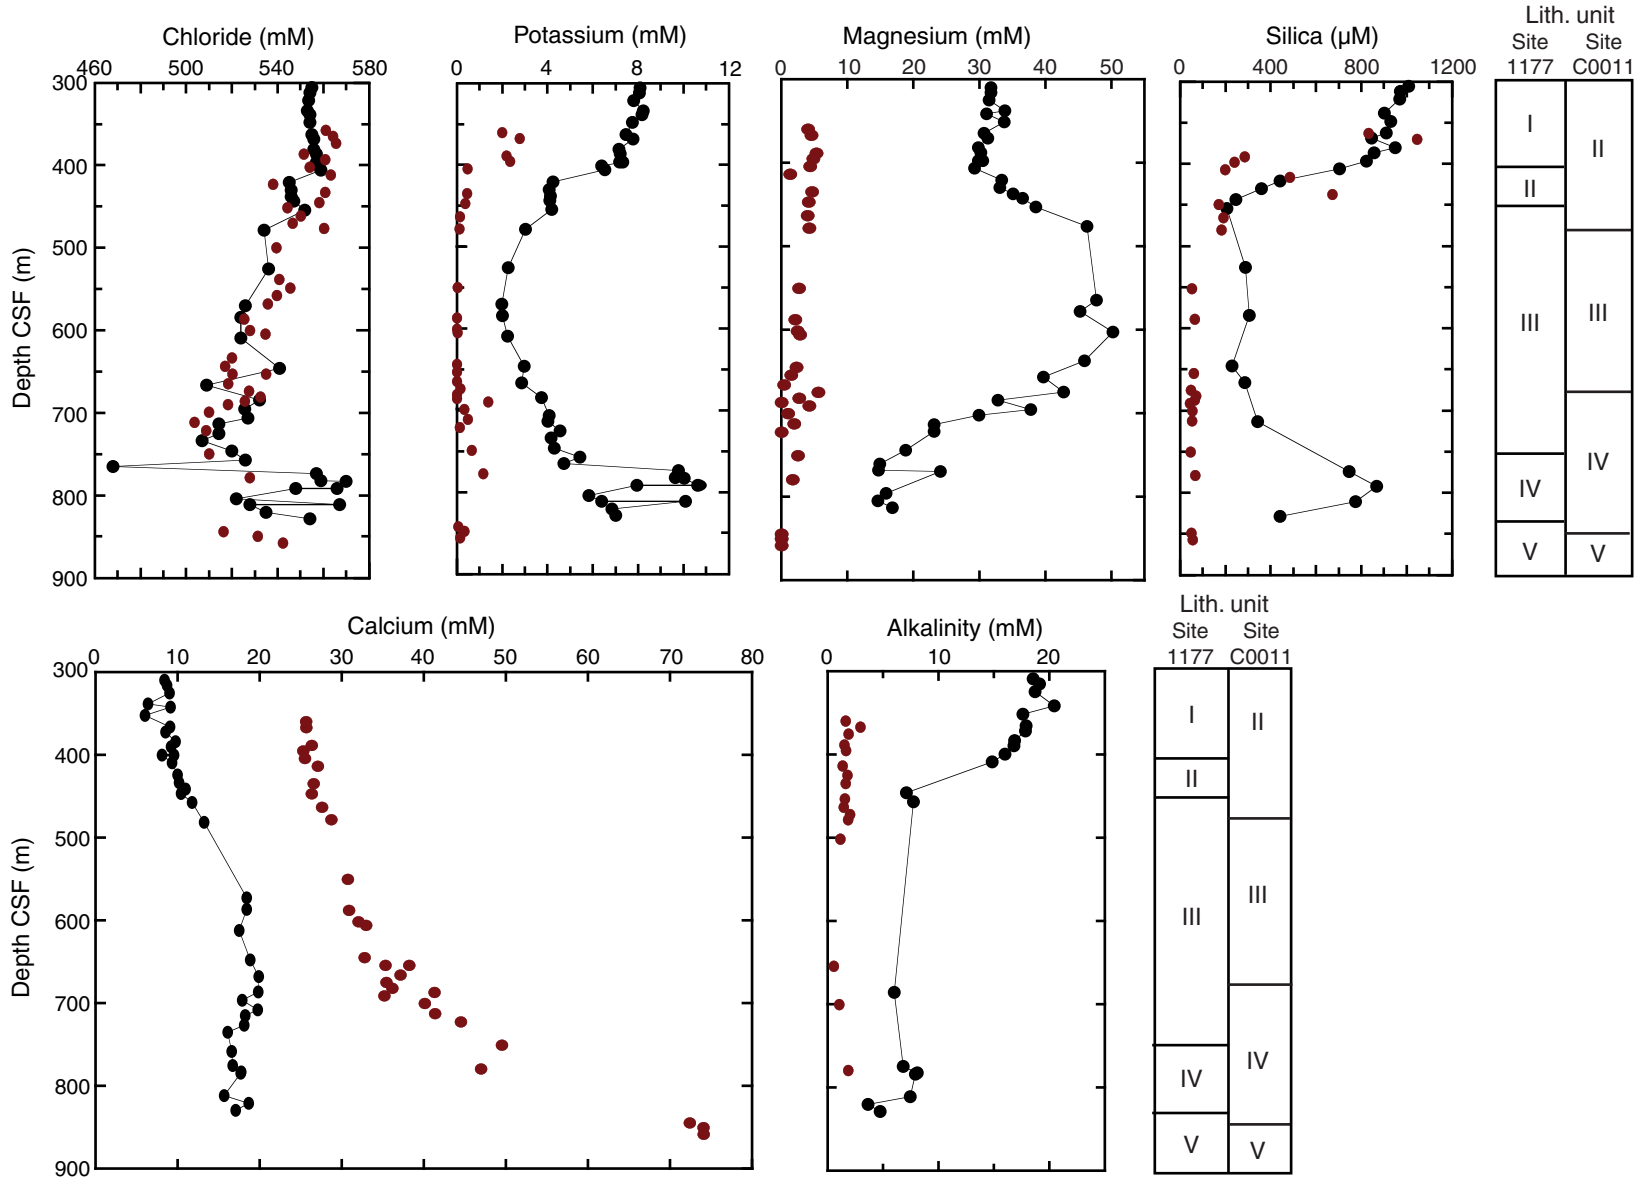 Chloride (mM)
460 500 540 580
Potassium (mM)
0 4 8 12
Magnesium (mM)
0 10 20 30 40 50
Silica (µM)
0 400 800 1200
Lith. unit
Site Site
1177 C0011
Depth CSF (m)
300
400
500
600
700
800
900
I
II
III
IV
V
II
III
IV
V
Calcium (mM)
0 10 20 30 40 50 60 70 80
Alkalinity (mM)
0 10 20
Lith. unit
Site Site
1177 C0011
Depth CSF (m)
300
400
500
600
700
800
900
I
II
III
IV
V
II
III
IV
V